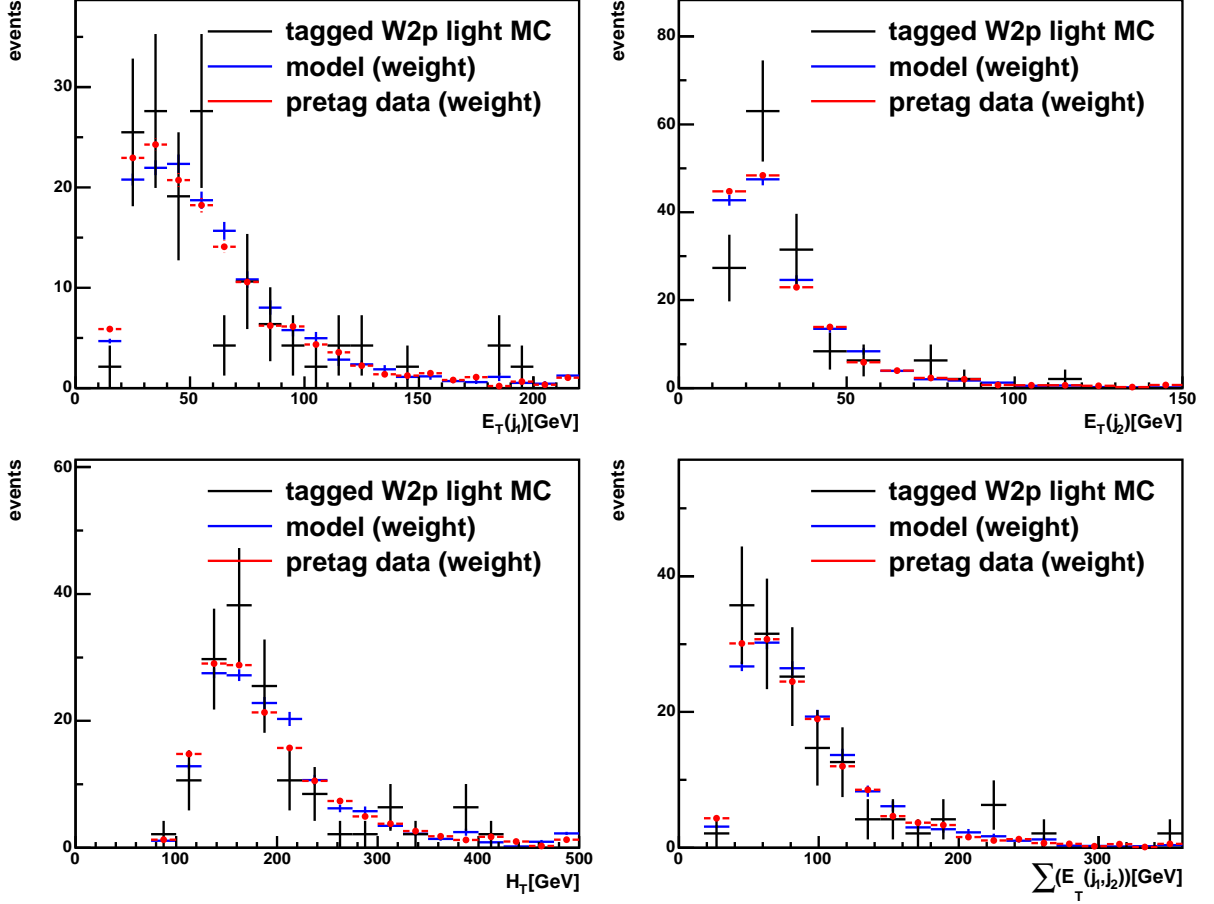 events
30
20
10
0
tagged W2p light MC
model (weight)
pretag data (weight)
0
50
100
150
200
E_T(j_1)[GeV]
events
80
60
40
20
0
tagged W2p light MC
model (weight)
pretag data (weight)
0
50
100
150
E_T(j_2)[GeV]
events
60
40
20
0
tagged W2p light MC
model (weight)
pretag data (weight)
0
100
200
300
400
500
H_T[GeV]
events
40
20
0
tagged W2p light MC
model (weight)
pretag data (weight)
0
100
200
300
∑(E_T(j_1,j_2))[GeV]